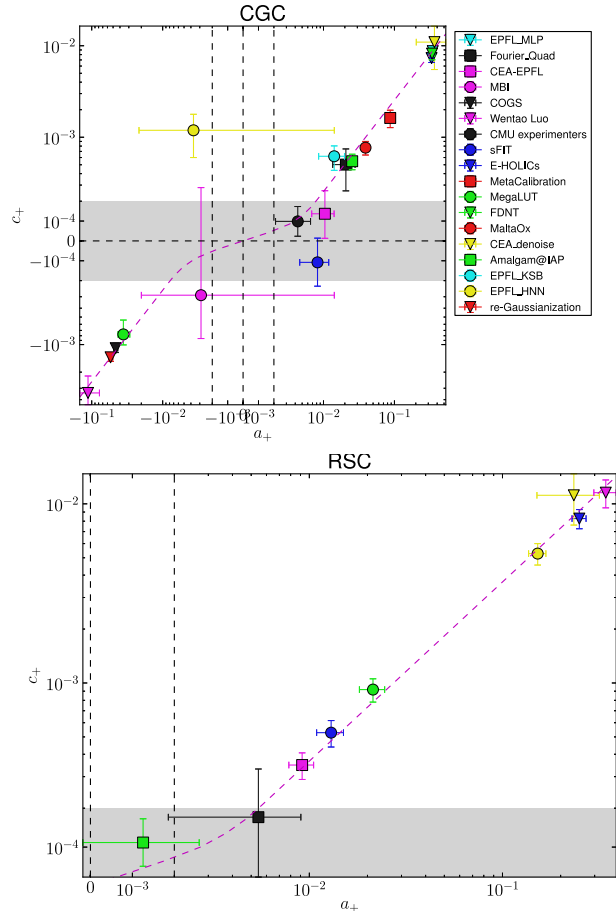 CGC
10⁻²
10⁻³
10⁻⁴
0
−10⁻⁴
−10⁻³
c₊
−10⁻¹
−10⁻²
−10⁻³
0
10⁻³
10⁻²
10⁻¹
a₊
EPFL_MLP
Fourier_Quad
CEA-EPFL
MBI
COGS
Wentao Luo
CMU experimenters
sFIT
E-HOLICs
MetaCalibration
MegaLUT
FDNT
MaltaOx
CEA_denoise
Amalgam@IAP
EPFL_KSB
EPFL_HNN
re-Gaussianization
RSC
10⁻²
10⁻³
10⁻⁴
c₊
0
10⁻³
10⁻²
10⁻¹
a₊